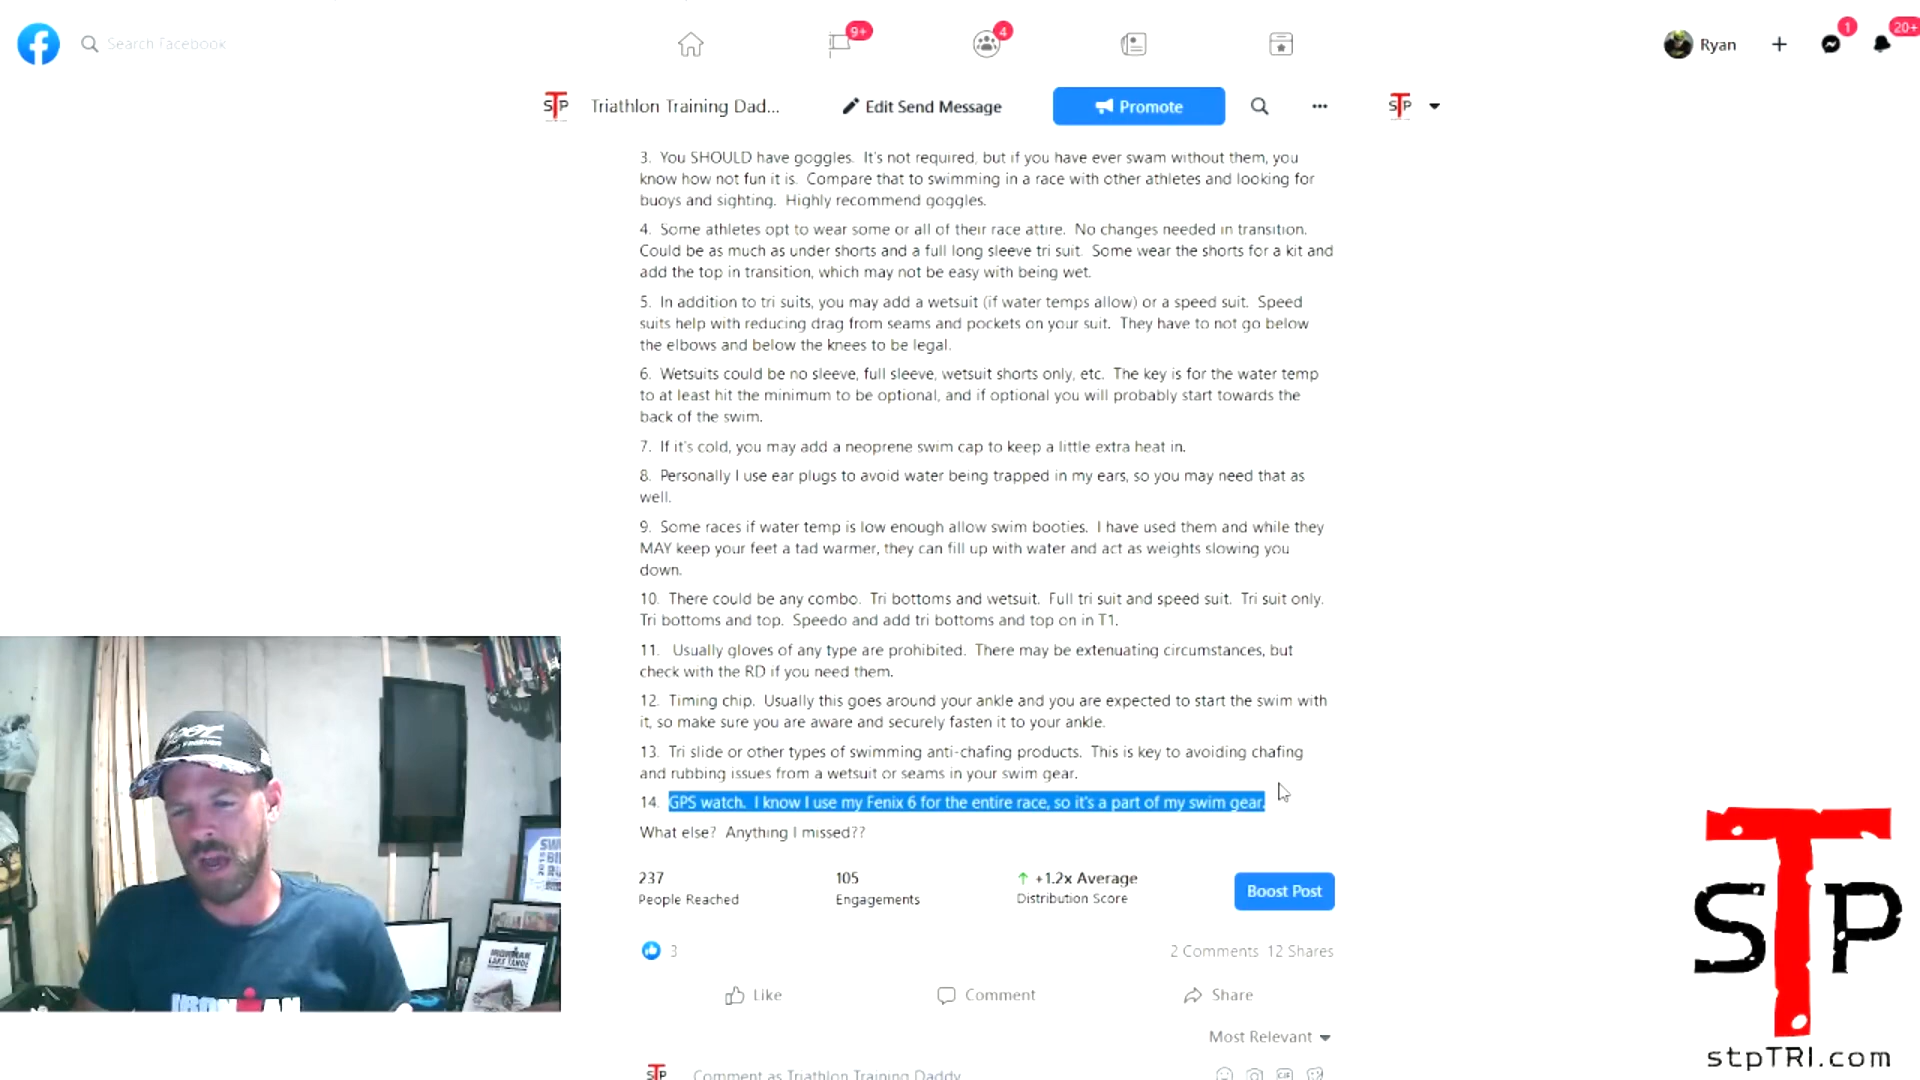 Search Facebook
9+
4
Ryan
1
20+
STP
Triathlon Training Dad...
Edit Send Message
Promote
STP
3. You SHOULD have goggles. It's not required, but if you have ever swam without them, you
know how not fun it is. Compare that to swimming in a race with other athletes and looking for
buoys and sighting. Highly recommend goggles.
4. Some athletes opt to wear some or all of their race attire. No changes needed in transition.
Could be as much as under shorts and a full long sleeve tri suit. Some wear the shorts for a kit and
add the top in transition, which may not be easy with being wet.
5. In addition to tri suits, you may add a wetsuit (if water temps allow) or a speed suit. Speed
suits help with reducing drag from seams and pockets on your suit. They have to not go below
the elbows and below the knees to be legal.
6. Wetsuits could be no sleeve, full sleeve, wetsuit shorts only, etc. The key is for the water temp
to at least hit the minimum to be optional, and if optional you will probably start towards the
back of the swim.
7. If it's cold, you may add a neoprene swim cap to keep a little extra heat in.
8. Personally I use ear plugs to avoid water being trapped in my ears, so you may need that as
well.
9. Some races if water temp is low enough allow swim booties. I have used them and while they
MAY keep your feet a tad warmer, they can fill up with water and act as weights slowing you
down.
10. There could be any combo. Tri bottoms and wetsuit. Full tri suit and speed suit. Tri suit only.
Tri bottoms and top. Speedo and add tri bottoms and top on in T1.
11. Usually gloves of any type are prohibited. There may be extenuating circumstances, but
check with the RD if you need them.
12. Timing chip. Usually this goes around your ankle and you are expected to start the swim with
it, so make sure you are aware and securely fasten it to your ankle.
13. Tri slide or other types of swimming anti-chafing products. This is key to avoiding chafing
and rubbing issues from a wetsuit or seams in your swim gear.
14. GPS watch. I know I use my Fenix 6 for the entire race, so it's a part of my swim gear.
What else? Anything I missed??
237
People Reached
105
Engagements
+1.2x Average
Distribution Score
Boost Post
3
2 Comments 12 Shares
Like
Comment
Share
Most Relevant
STP
Comment as Triathlon Training Daddy
IRONMAN
LAKE TAHOE
IRONMAN
STP
stpTRI.com